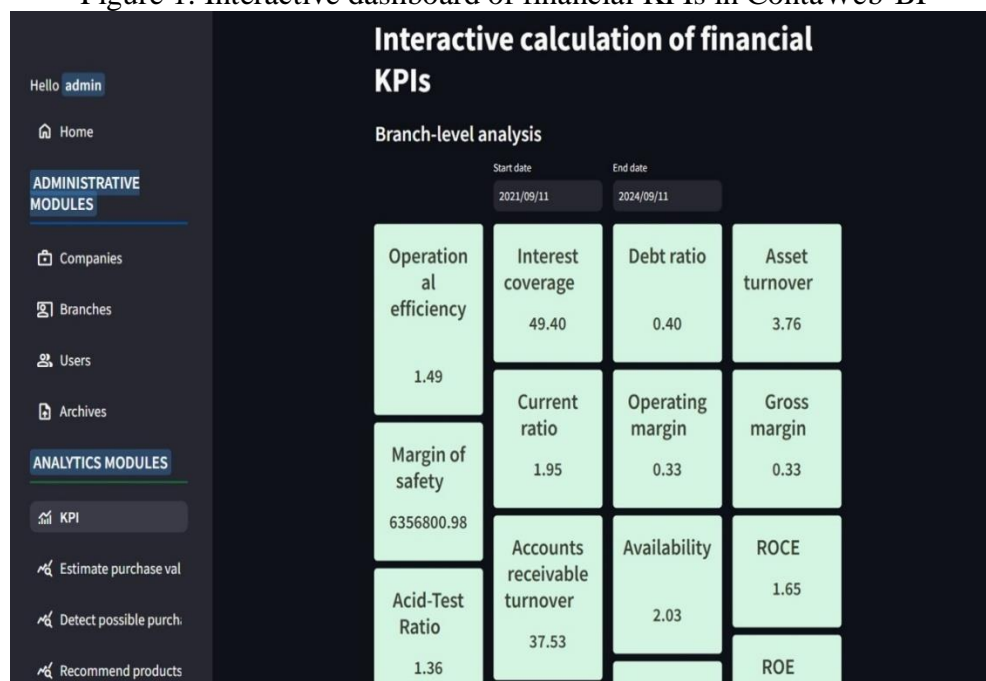 Figure 1. Interactive dashboard of financial KPIs in ContaWeb-BI
Hello admin
Home
ADMINISTRATIVE
MODULES
Companies
Branches
Users
Archives
ANALYTICS MODULES
KPI
Estimate purchase val
Detect possible purch
Recommend products
Interactive calculation of financial
KPIs
Branch-level analysis
Start date
2021/09/11
End date
2024/09/11
Operation
al
efficiency
1.49
Interest
coverage
49.40
Debt ratio
0.40
Asset
turnover
3.76
Margin of
safety
6356800.98
Current
ratio
1.95
Operating
margin
0.33
Gross
margin
0.33
Acid-Test
Ratio
1.36
Accounts
receivable
turnover
37.53
Availability
2.03
ROCE
1.65
ROE